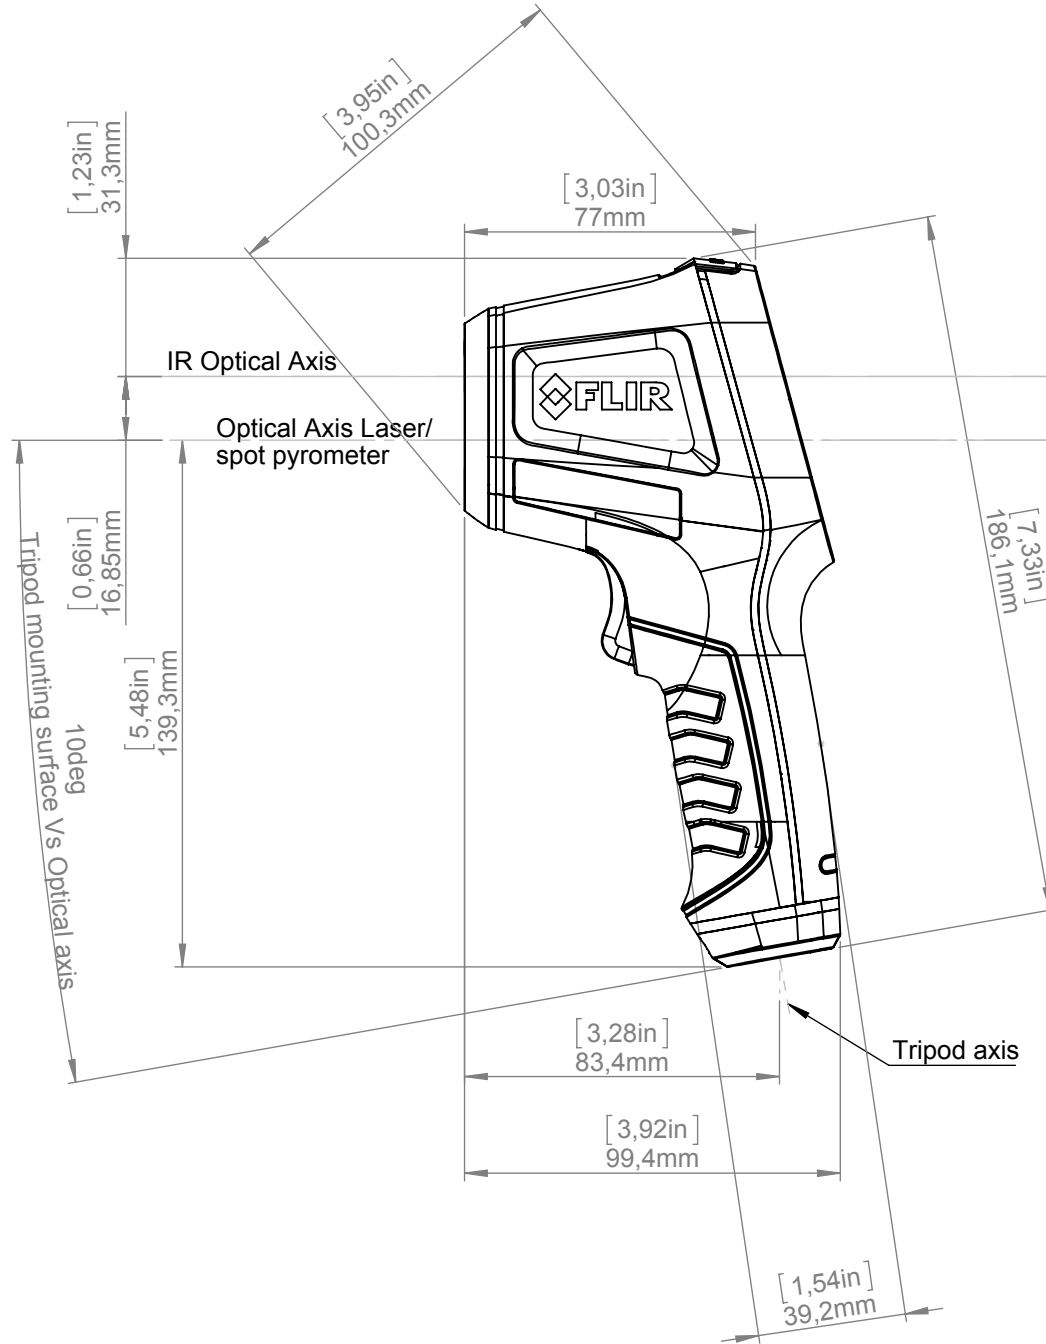 [3,95in]
100,3mm
[1,23in]
31,3mm
[3,03in]
77mm
IR Optical Axis
FLIR
Optical Axis Laser/
spot pyrometer
[0,66in]
16,85mm
[7,33in]
186,1mm
[5,48in]
139,3mm
10deg
Tripod mounting surface Vs Optical axis
[3,28in]
83,4mm
Tripod axis
[3,92in]
99,4mm
[1,54in]
39,2mm